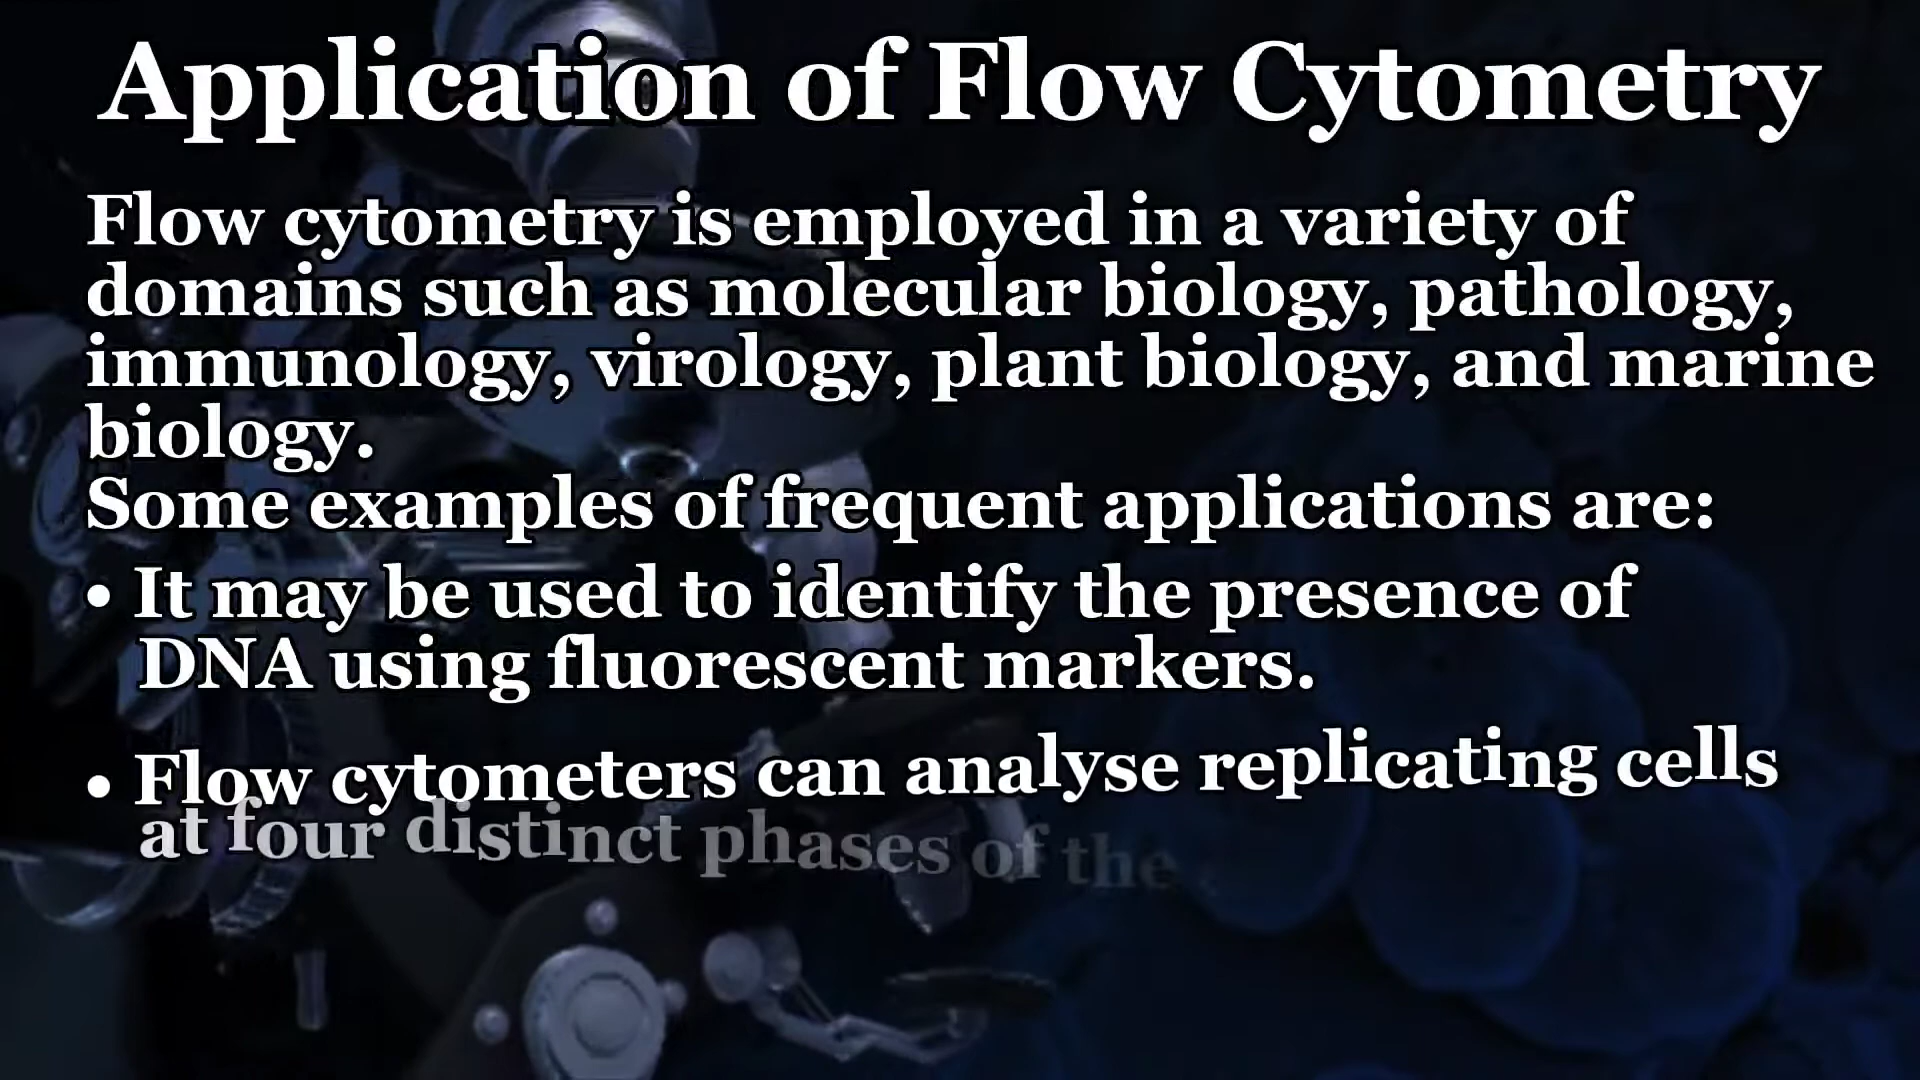 Application of Flow Cytometry
Flow cytometry is employed in a variety of
domains such as molecular biology, pathology,
immunology, virology, plant biology, and marine
biology.
Some examples of frequent applications are:
• It may be used to identify the presence of
DNA using fluorescent markers.
• Flow cytometers can analyse replicating cells
at four distinct phases of the